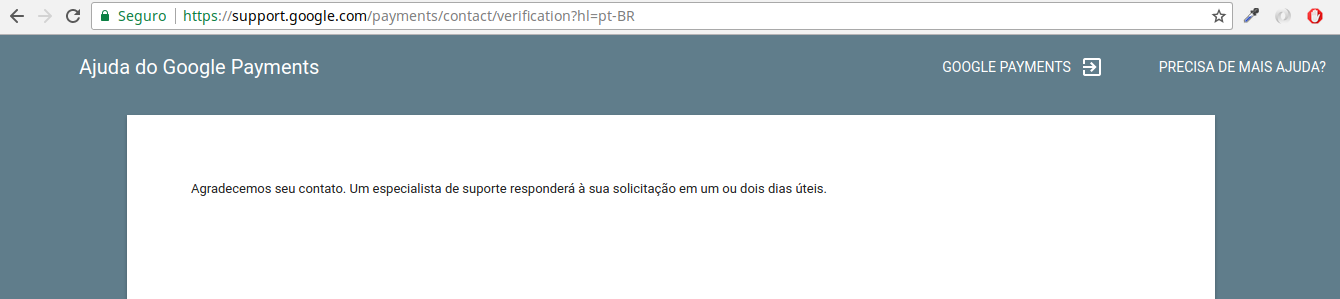 Seguro https://support.google.com/payments/contact/verification?hl=pt-BR
Ajuda do Google Payments GOOGLE PAYMENTS PRECISA DE MAIS AJUDA?
Agradecemos seu contato. Um especialista de suporte responderá à sua solicitação em um ou dois dias úteis.